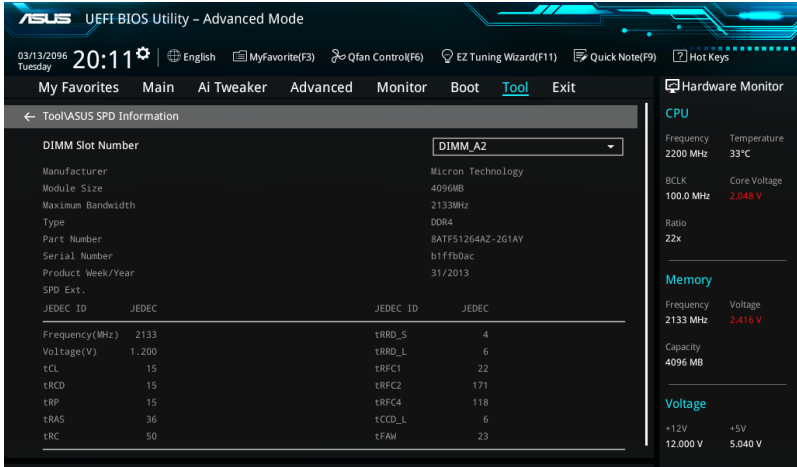 ASUS UEFI BIOS Utility – Advanced Mode
03/13/2096
Tuesday
20:11
English
MyFavorite(F3)
Qfan Control(F6)
EZ Tuning Wizard(F11)
Quick Note(F9)
? Hot Keys
My Favorites Main Ai Tweaker Advanced Monitor Boot Tool Exit
← Tool\ASUS SPD Information
DIMM Slot Number DIMM_A2
Manufacturer Micron Technology
Module Size 4096MB
Maximum Bandwidth 2133MHz
Type DDR4
Part Number 8ATF51264AZ-2G1AY
Serial Number b1ffb0ac
Product Week/Year 31/2013
SPD Ext.
JEDEC ID JEDEC JEDEC ID JEDEC
Frequency(MHz) 2133 tRRD_S 4
Voltage(V) 1.200 tRRD_L 6
tCL 15 tRFC1 22
tRCD 15 tRFC2 171
tRP 15 tRFC4 118
tRAS 36 tCCD_L 6
tRC 50 tFAW 23
Hardware Monitor
CPU
Frequency Temperature
2200 MHz 33°C
BCLK Core Voltage
100.0 MHz 2.048 V
Ratio
22x
Memory
Frequency Voltage
2133 MHz 2.416 V
Capacity
4096 MB
Voltage
+12V +5V
12.000 V 5.040 V